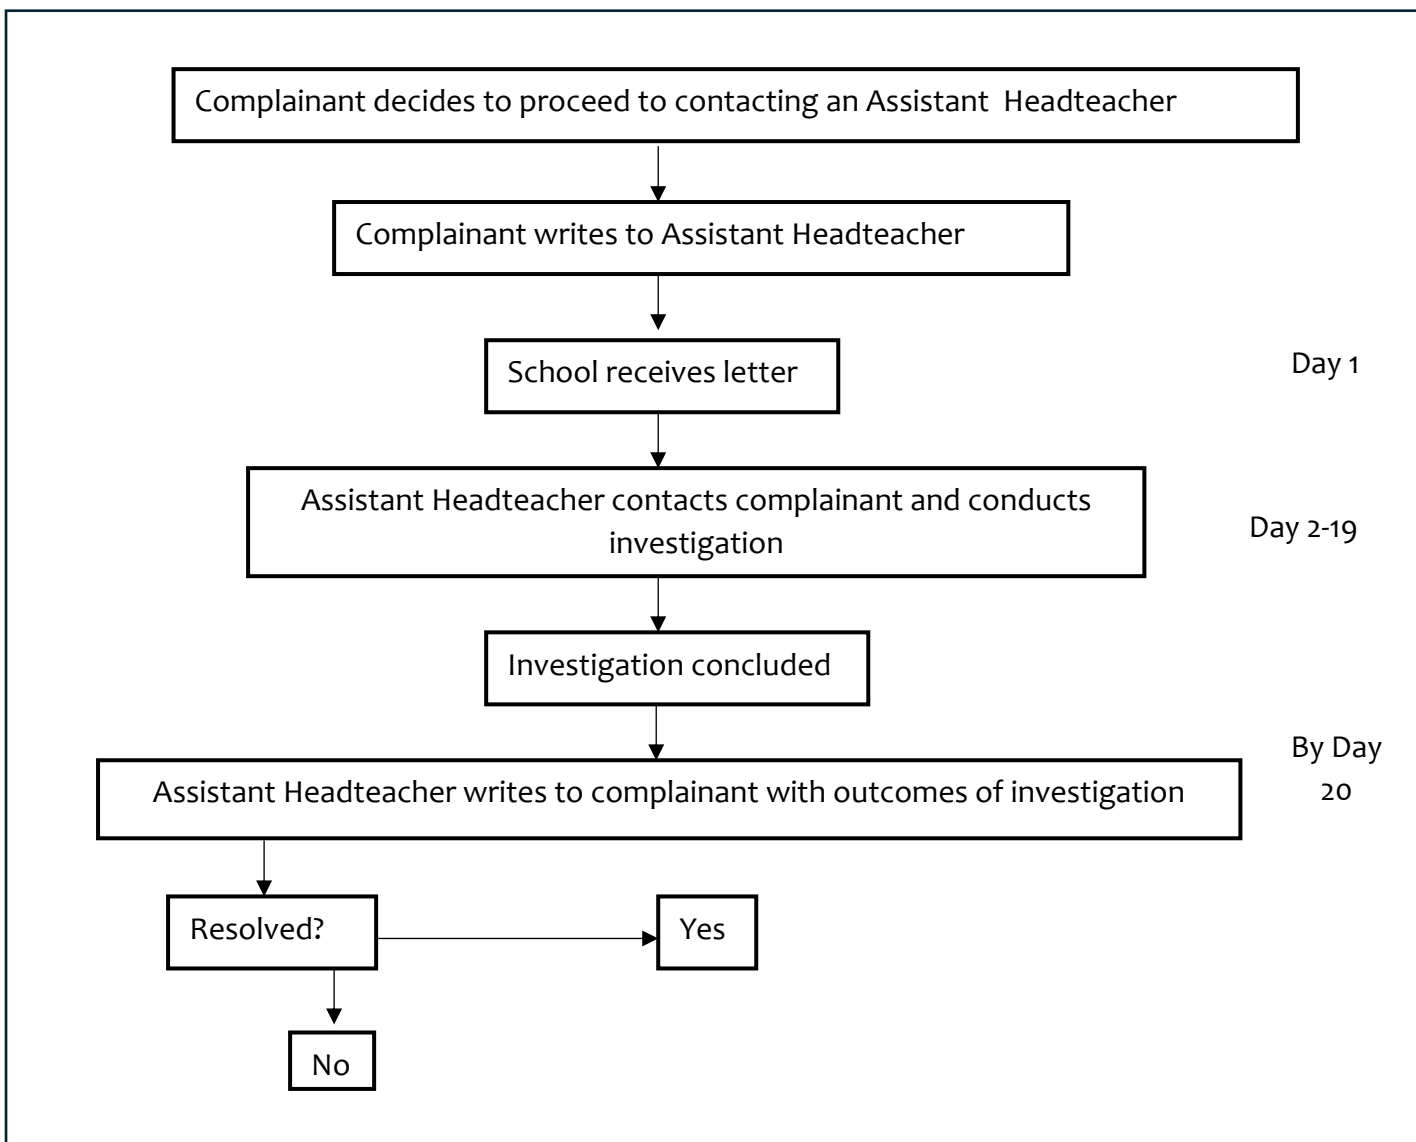 Complainant decides to proceed to contacting an Assistant  Headteacher
Complainant writes to Assistant Headteacher
School receives letter
Day 1
Assistant Headteacher contacts complainant and conducts
investigation
Day 2-19
Investigation concluded
By Day
20
Assistant Headteacher writes to complainant with outcomes of investigation
Resolved?
Yes
No